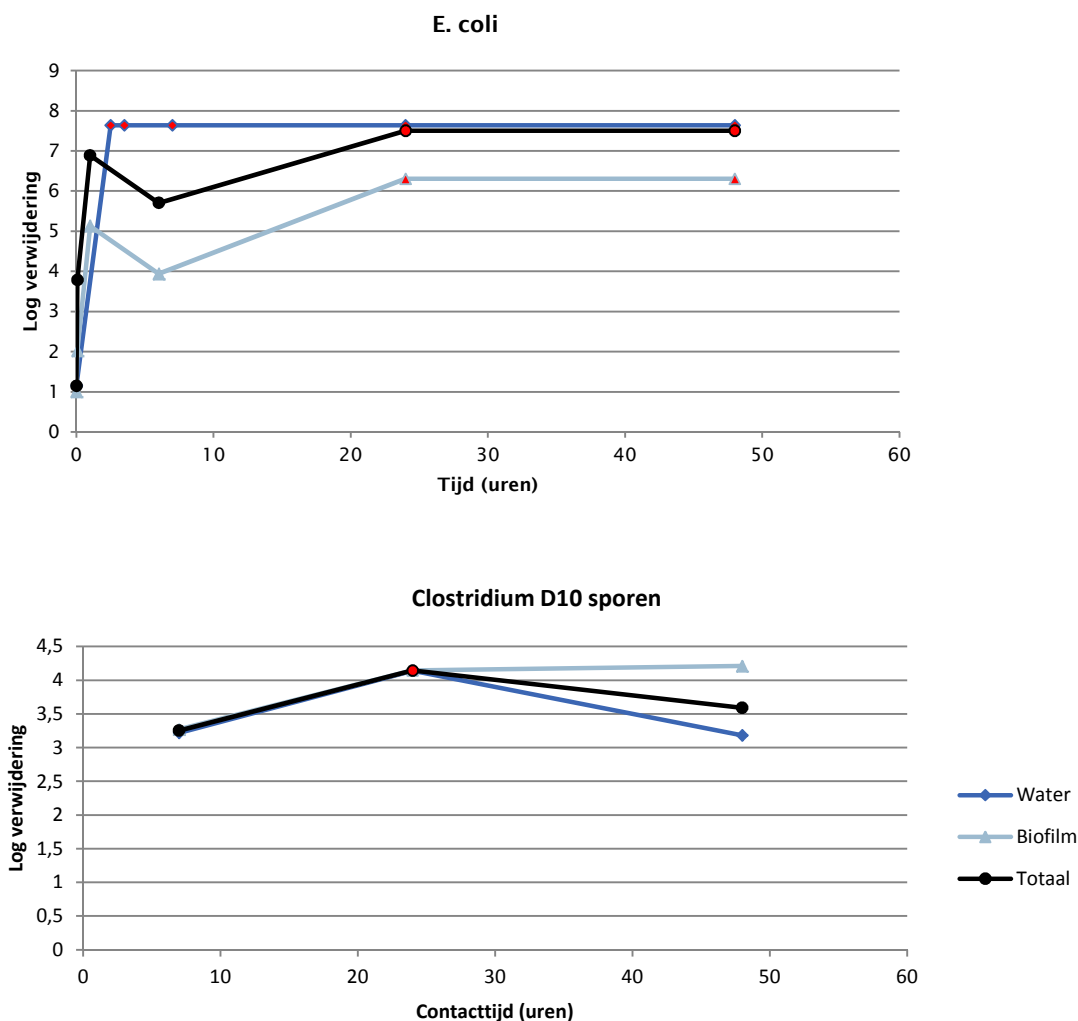 E. coli
Log verwijdering
9
8
7
6
5
4
3
2
1
0
0 10 20 30 40 50 60
Tijd (uren)
Clostridium D10 sporen
Log verwijdering
4,5
4
3,5
3
2,5
2
1,5
1
0,5
0
0 10 20 30 40 50 60
Contacttijd (uren)
Water
Biofilm
Totaal